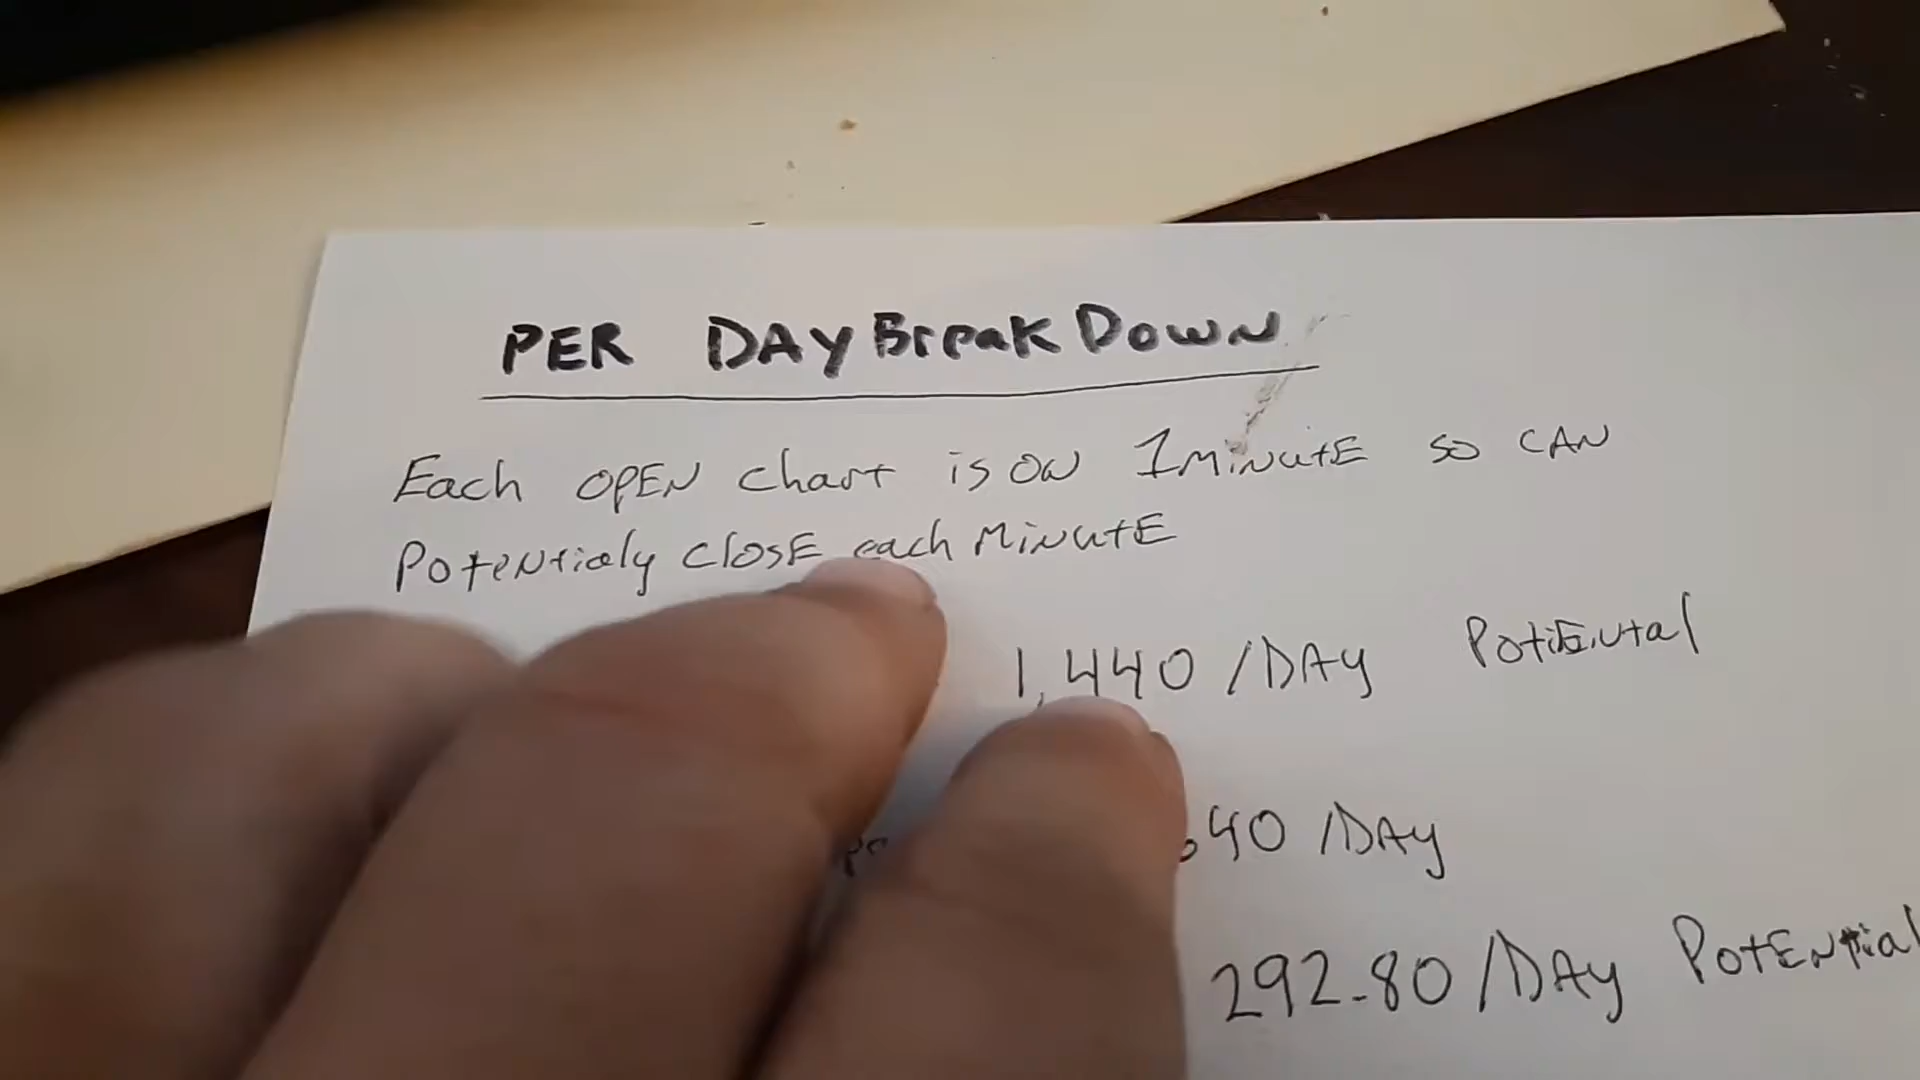 PER DAY BreaK DowN
Each OPEN chart is ON 1 MiNutE so CAN
PoteNtialy closE each MiNutE
1,440 /DAy PotiENtal
40 /DAy
292.80 /DAy PotENtial